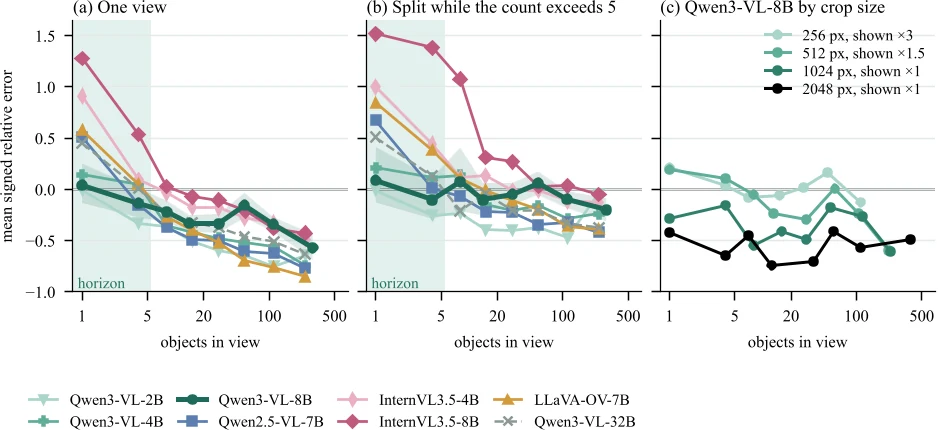 (a) One view
(b) Split while the count exceeds 5
(c) Qwen3-VL-8B by crop size
mean signed relative error
1.5
1.0
0.5
0.0
−0.5
−1.0
horizon
horizon
256 px, shown ×3
512 px, shown ×1.5
1024 px, shown ×1
2048 px, shown ×1
1 5 20 100 500
1 5 20 100 500
1 5 20 100 500
objects in view
objects in view
objects in view
Qwen3-VL-2B Qwen3-VL-8B InternVL3.5-4B LLaVA-OV-7B
Qwen3-VL-4B Qwen2.5-VL-7B InternVL3.5-8B Qwen3-VL-32B